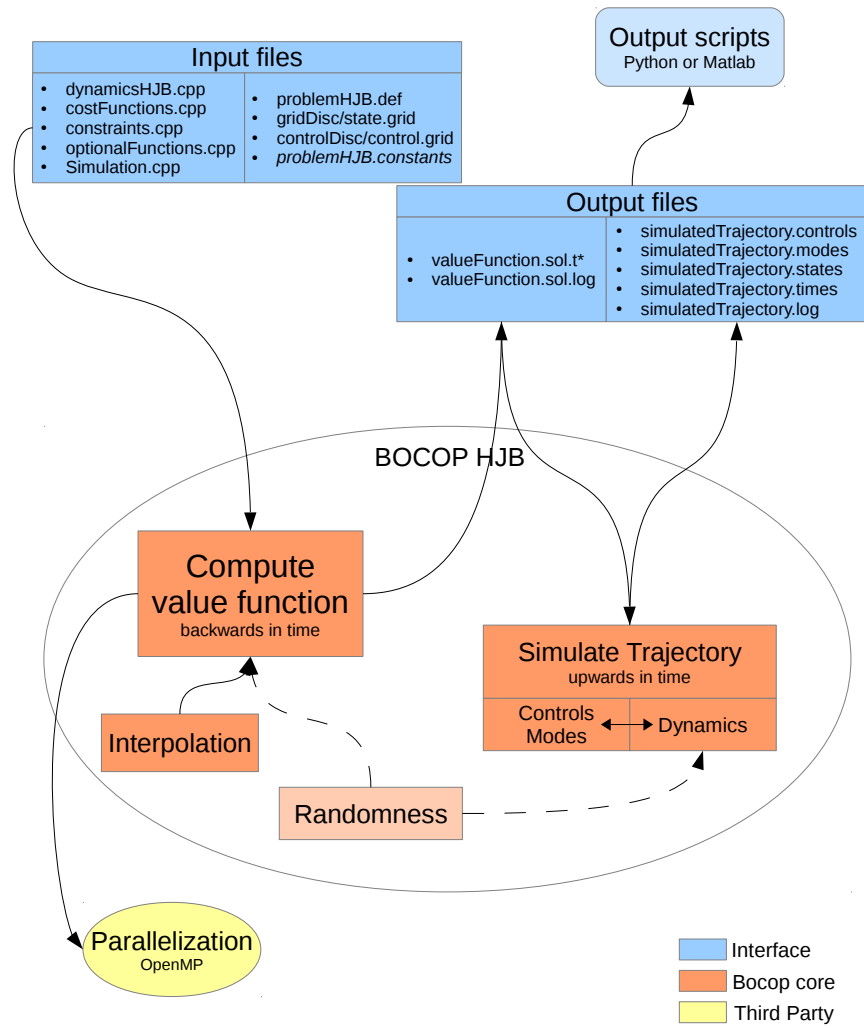 Output scripts
Python or Matlab
Input files
• dynamicsHJB.cpp
• costFunctions.cpp
• constraints.cpp
• optionalFunctions.cpp
• Simulation.cpp
• problemHJB.def
• gridDisc/state.grid
• controlDisc/control.grid
• problemHJB.constants
Output files
• valueFunction.sol.t*
• valueFunction.sol.log
• simulatedTrajectory.controls
• simulatedTrajectory.modes
• simulatedTrajectory.states
• simulatedTrajectory.times
• simulatedTrajectory.log
BOCOP HJB
Compute
value function
backwards in time
Simulate Trajectory
upwards in time
Controls
Modes
Dynamics
Interpolation
Randomness
Parallelization
OpenMP
Interface
Bocop core
Third Party